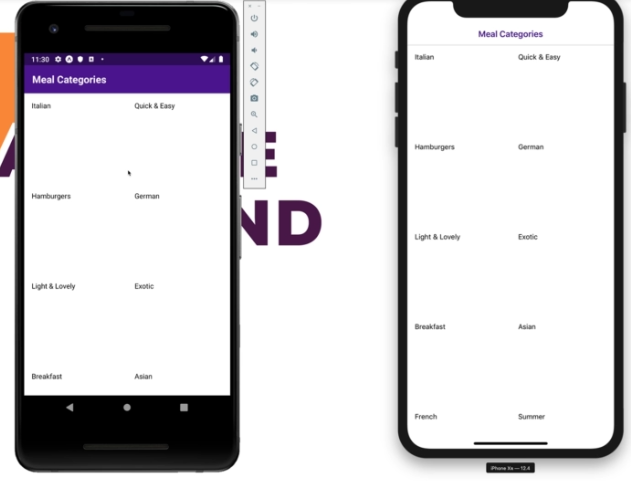 11:30
Meal Categories
Italian Quick & Easy
Hamburgers German
Light & Lovely Exotic
Breakfast Asian
Meal Categories
Italian Quick & Easy
Hamburgers German
Light & Lovely Exotic
Breakfast Asian
French Summer
iPhone Xs — 13.4
ND